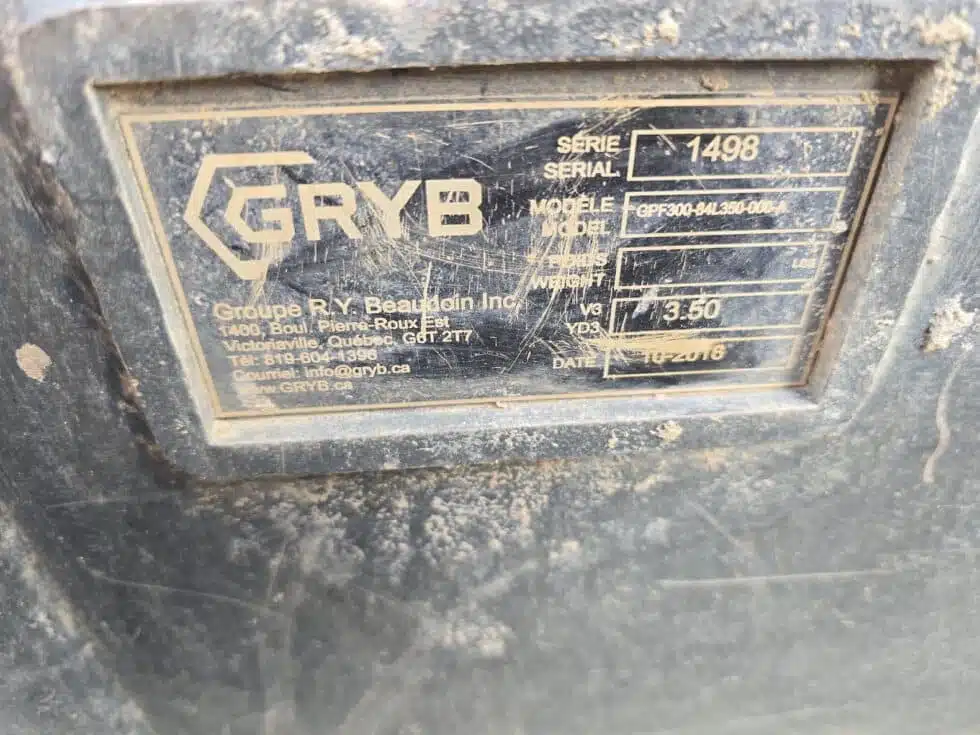 GRYB
Groupe R.Y. Beaudoin Inc.
1400, Boul. Pierre-Roux Est
Victoriaville, Québec, G6T 2T7
Tél: 819-604-1396
Courriel: info@gryb.ca
www.GRYB.ca
SÉRIE
SERIAL
1498
MODÈLE
MODEL
GPF300-84L350-000-A
POIDS
WEIGHT
LBS
V3
YD3
3.50
DATE
10-2016